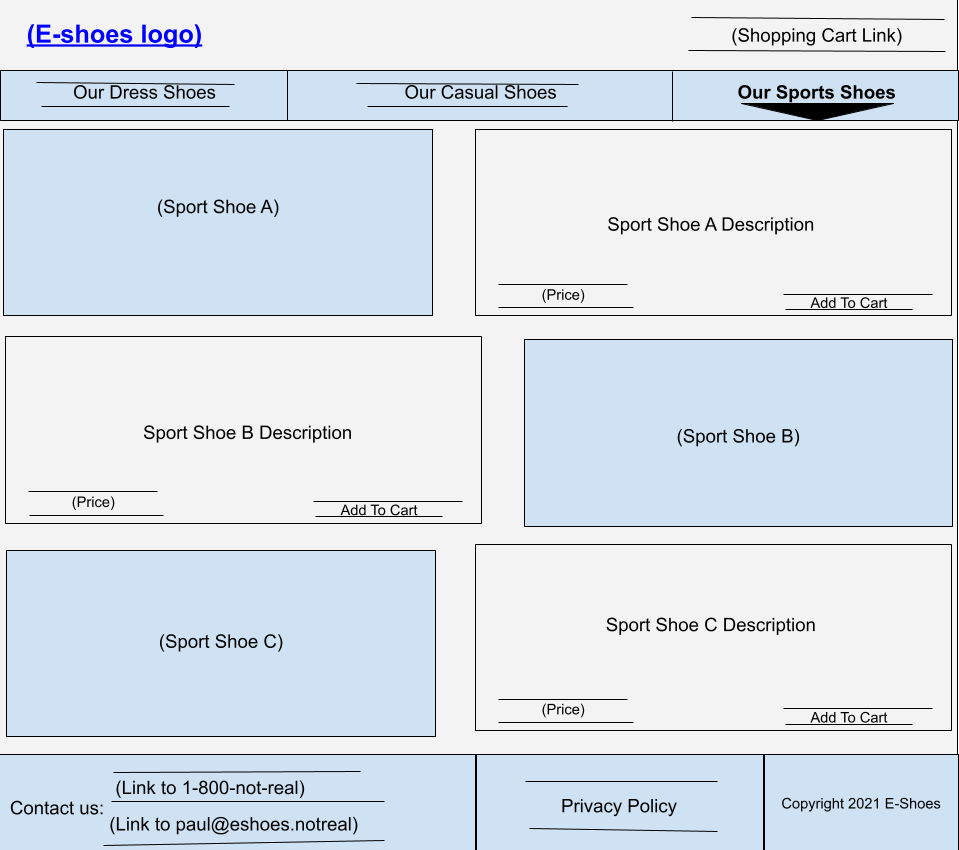 (E-shoes logo)
(Shopping Cart Link)
Our Dress Shoes
Our Casual Shoes
Our Sports Shoes
(Sport Shoe A)
Sport Shoe A Description
(Price)
Add To Cart
Sport Shoe B Description
(Price)
Add To Cart
(Sport Shoe B)
(Sport Shoe C)
Sport Shoe C Description
(Price)
Add To Cart
Contact us:
(Link to 1-800-not-real)
(Link to paul@eshoes.notreal)
Privacy Policy
Copyright 2021 E-Shoes